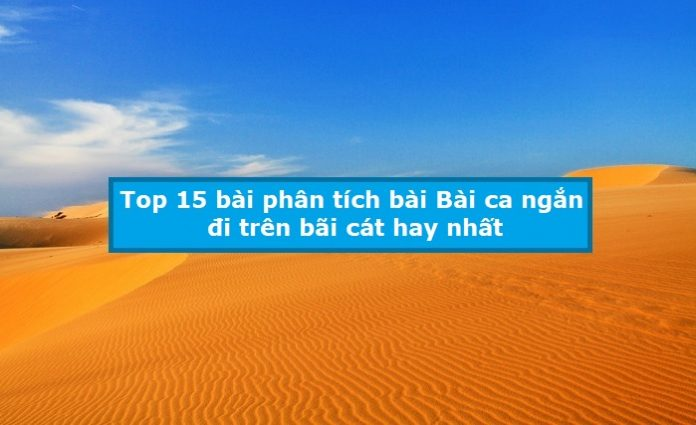 Top 15 bài phân tích bài Bài ca ngắn
đi trên bãi cát hay nhất